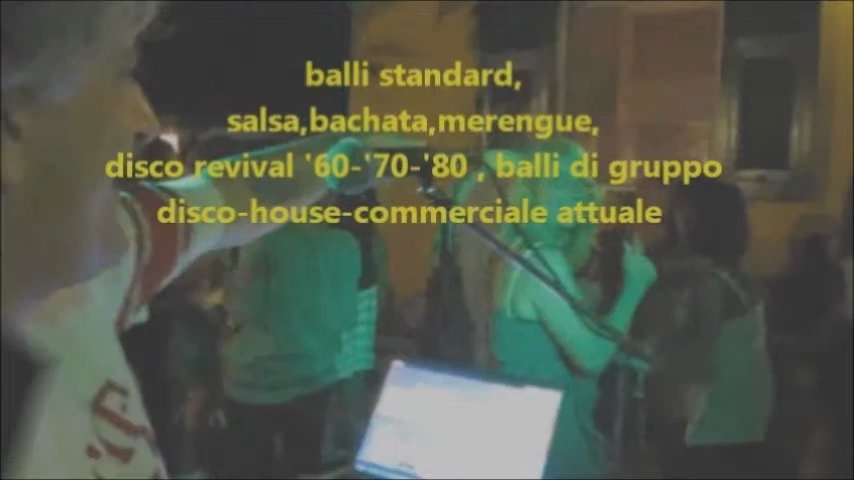 balli standard,
salsa,bachata,merengue,
disco revival '60-'70-'80 , balli di gruppo
disco-house-commerciale attuale